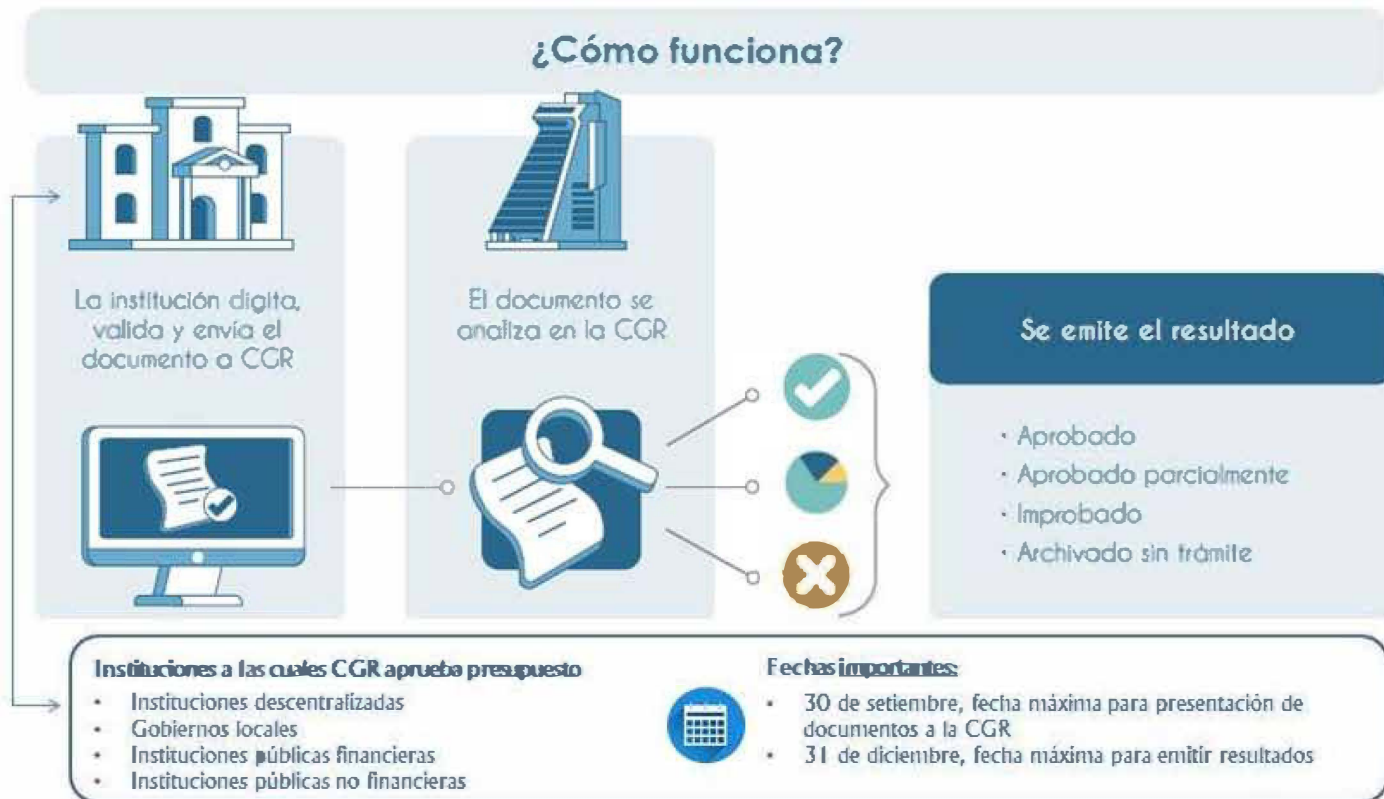 ¿Cómo funciona?
La institución digita,
valida y envía el
documento a CGR
El documento se
analiza en la CGR
Se emite el resultado
· Aprobado
· Aprobado parcialmente
· Improbado
· Archivado sin trámite
Instituciones a las cuales CGR aprueba presupuesto
• Instituciones descentralizadas
• Gobiernos locales
• Instituciones públicas financieras
• Instituciones públicas no financieras
Fechas importantes:
• 30 de setiembre, fecha máxima para presentación de
documentos a la CGR
• 31 de diciembre, fecha máxima para emitir resultados